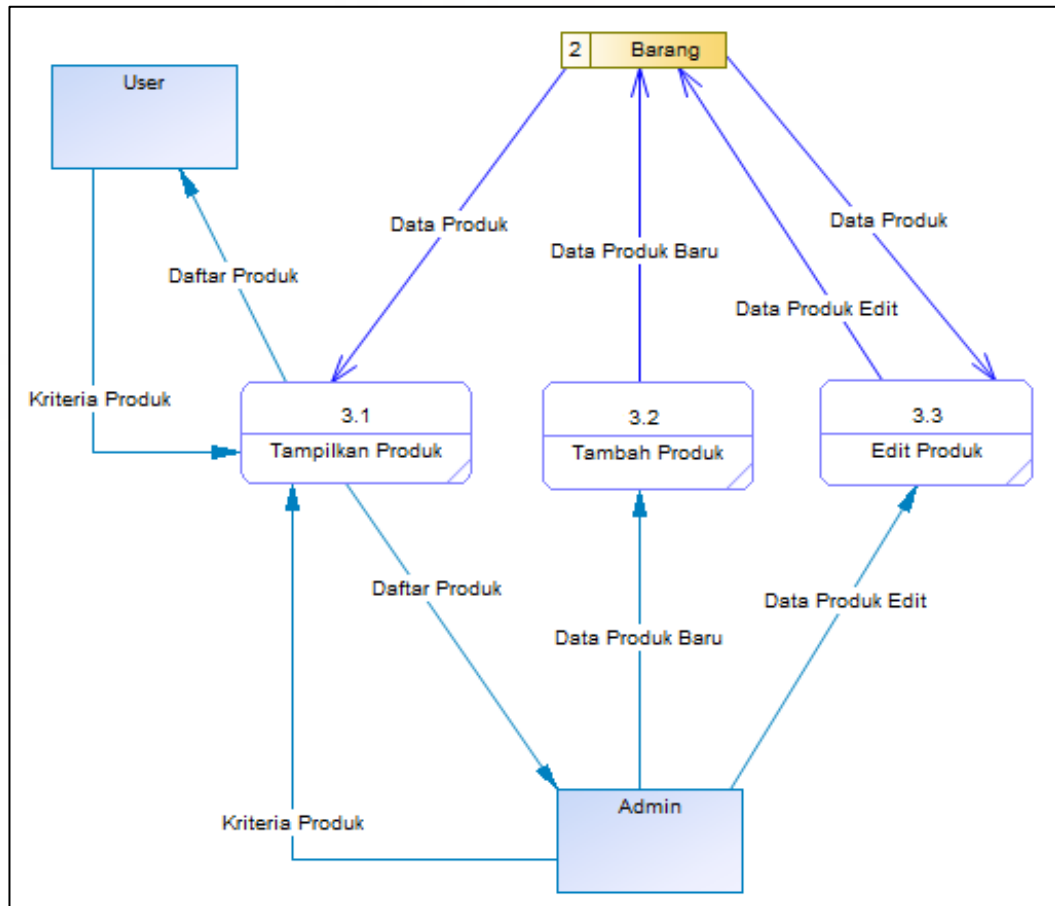 2 Barang
User
Data Produk
Data Produk
Data Produk Baru
Daftar Produk
Data Produk Edit
Kriteria Produk
3.1
Tampilkan Produk
3.2
Tambah Produk
3.3
Edit Produk
Daftar Produk
Data Produk Edit
Data Produk Baru
Admin
Kriteria Produk